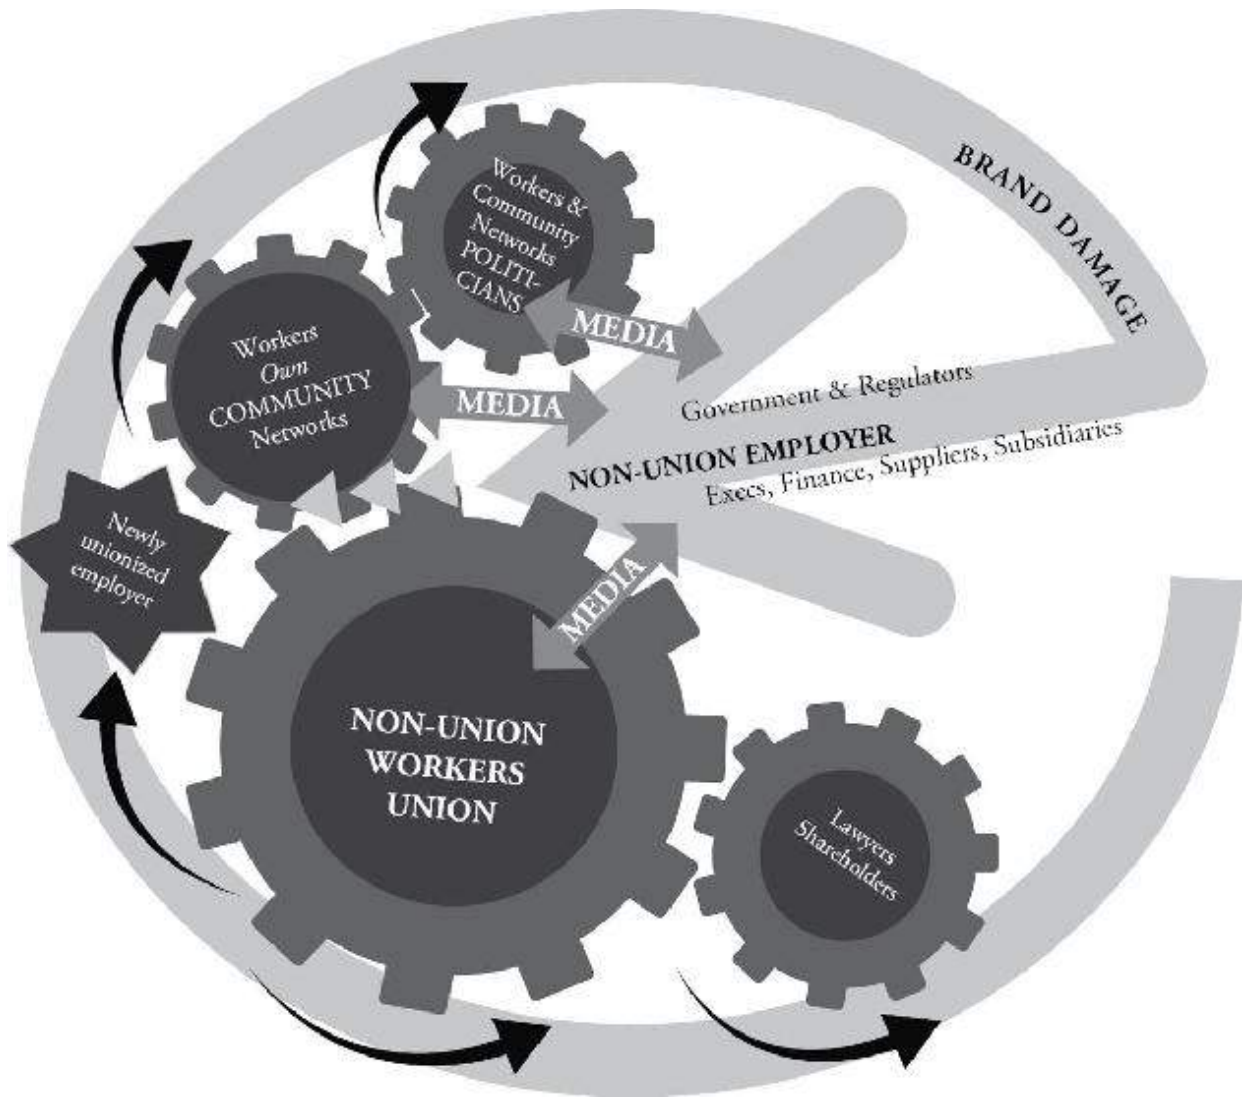 BRAND DAMAGE
Workers &
Community
Networks
POLITI-
CIANS
MEDIA
Workers
Own
COMMUNITY
Networks
MEDIA
Government & Regulators
NON-UNION EMPLOYER
Execs, Finance, Suppliers, Subsidiaries
Newly
unionized
employer
MEDIA
NON-UNION
WORKERS
UNION
Lawyers
Shareholders